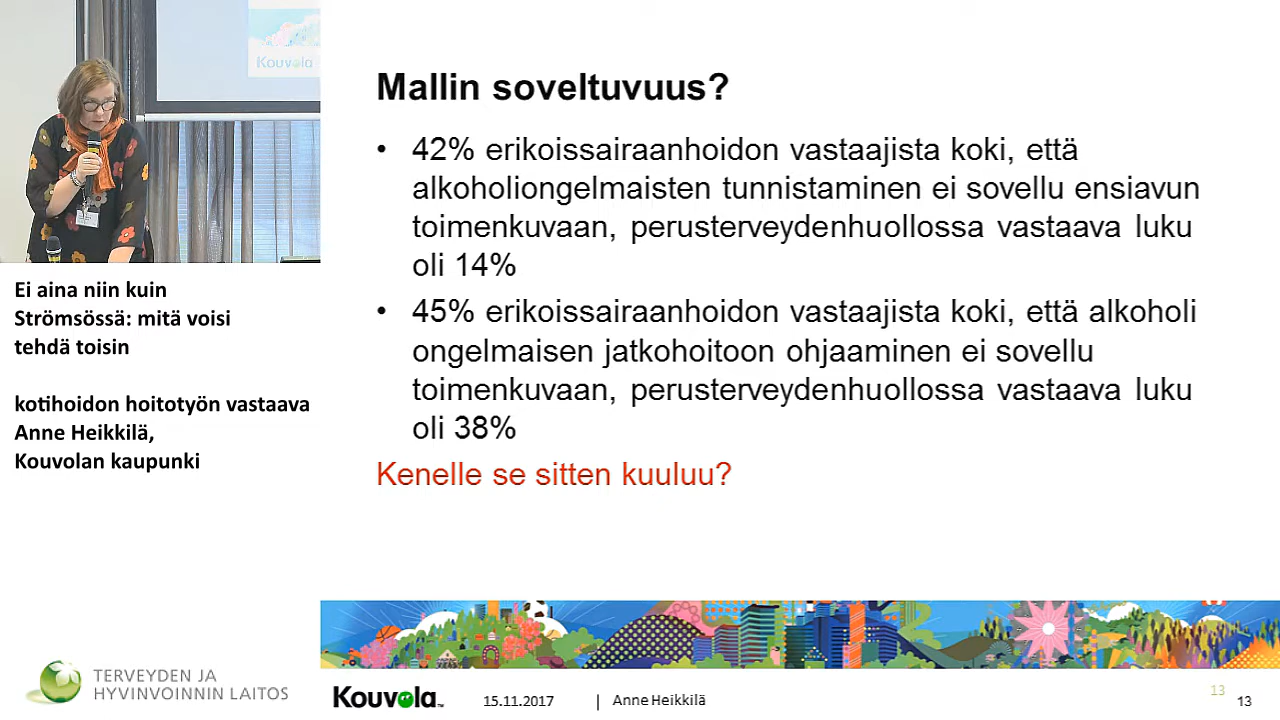 Kouvola
Ei aina niin kuin
Strömsössä: mitä voisi
tehdä toisin
kotihoidon hoitotyön vastaava
Anne Heikkilä,
Kouvolan kaupunki
TERVEYDEN JA
HYVINVOINNIN LAITOS
Mallin soveltuvuus?
• 42% erikoissairaanhoidon vastaajista koki, että
alkoholiongelmaisten tunnistaminen ei sovellu ensiavun
toimenkuvaan, perusterveydenhuollossa vastaava luku
oli 14%
• 45% erikoissairaanhoidon vastaajista koki, että alkoholi
ongelmaisen jatkohoitoon ohjaaminen ei sovellu
toimenkuvaan, perusterveydenhuollossa vastaava luku
oli 38%
Kenelle se sitten kuuluu?
Kouvola™ 15.11.2017 | Anne Heikkilä 13
13